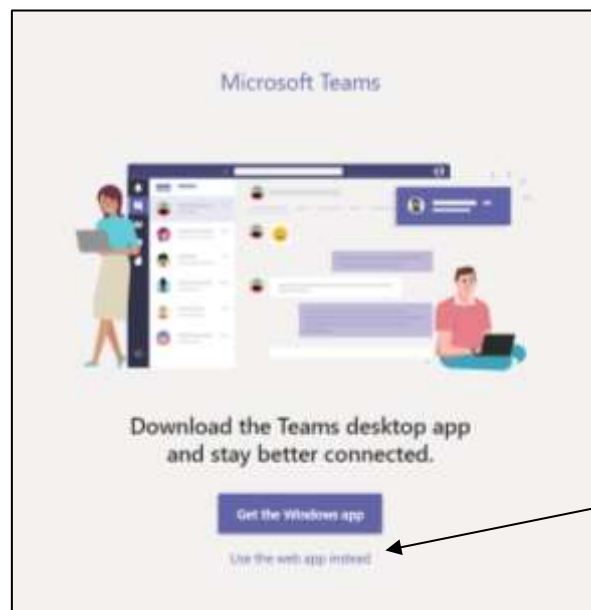 Microsoft Teams
Download the Teams desktop app
and stay better connected.
Get the Windows app
Use the web app instead